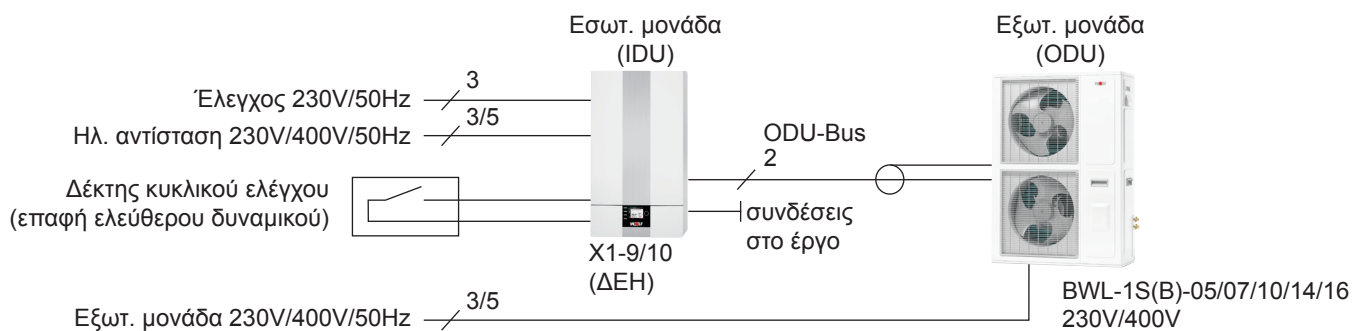 Εσωτ. μονάδα
(IDU)
Εξωτ. μονάδα
(ODU)
Έλεγχος 230V/50Hz
3
Ηλ. αντίσταση 230V/400V/50Hz
3/5
ODU-Bus
2
Δέκτης κυκλικού ελέγχου
(επαφή ελεύθερου δυναμικού)
συνδέσεις
στο έργο
X1-9/10
(ΔΕΗ)
Εξωτ. μονάδα 230V/400V/50Hz
3/5
BWL-1S(B)-05/07/10/14/16
230V/400V